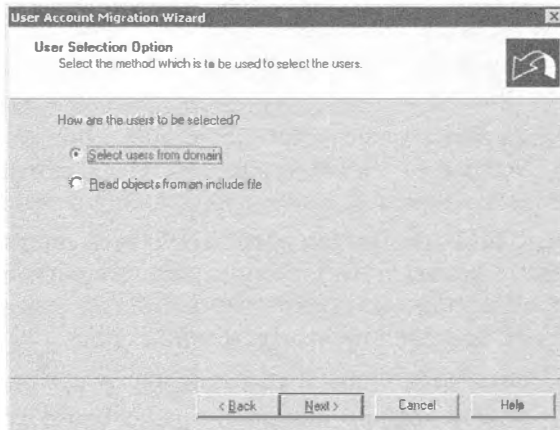 User Account Migration Wizard
User Selection Option
Select the method which is to be used to select the users.
How are the users to be selected?
Select users from domain
Read objects from an include file
< Back Next > Cancel Help